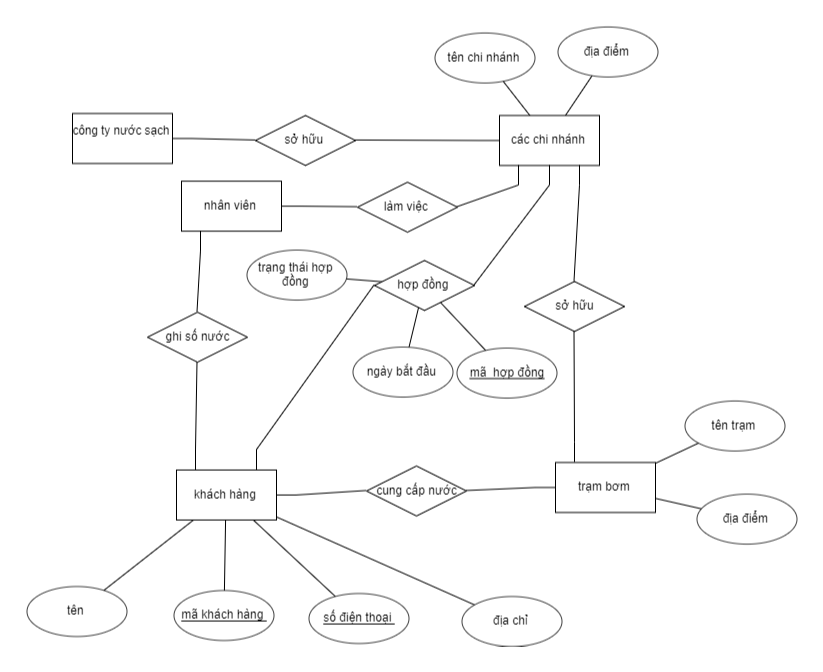 tên chi nhánh
địa điểm
công ty nước sạch
sở hữu
các chi nhánh
nhân viên
làm việc
trạng thái hợp
đồng
hợp đồng
sở hữu
ghi số nước
ngày bắt đầu
mã hợp đồng
tên trạm
khách hàng
cung cấp nước
trạm bơm
địa điểm
tên
mã khách hàng
số điện thoại
địa chỉ